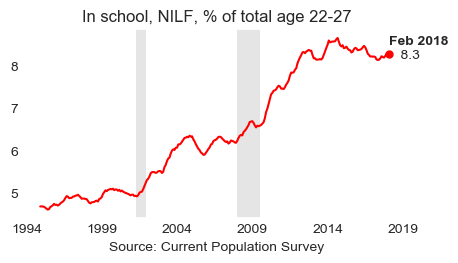 In school, NILF, % of total age 22-27
Feb 2018
8.3
8
7
6
5
1994 1999 2004 2009 2014 2019
Source: Current Population Survey